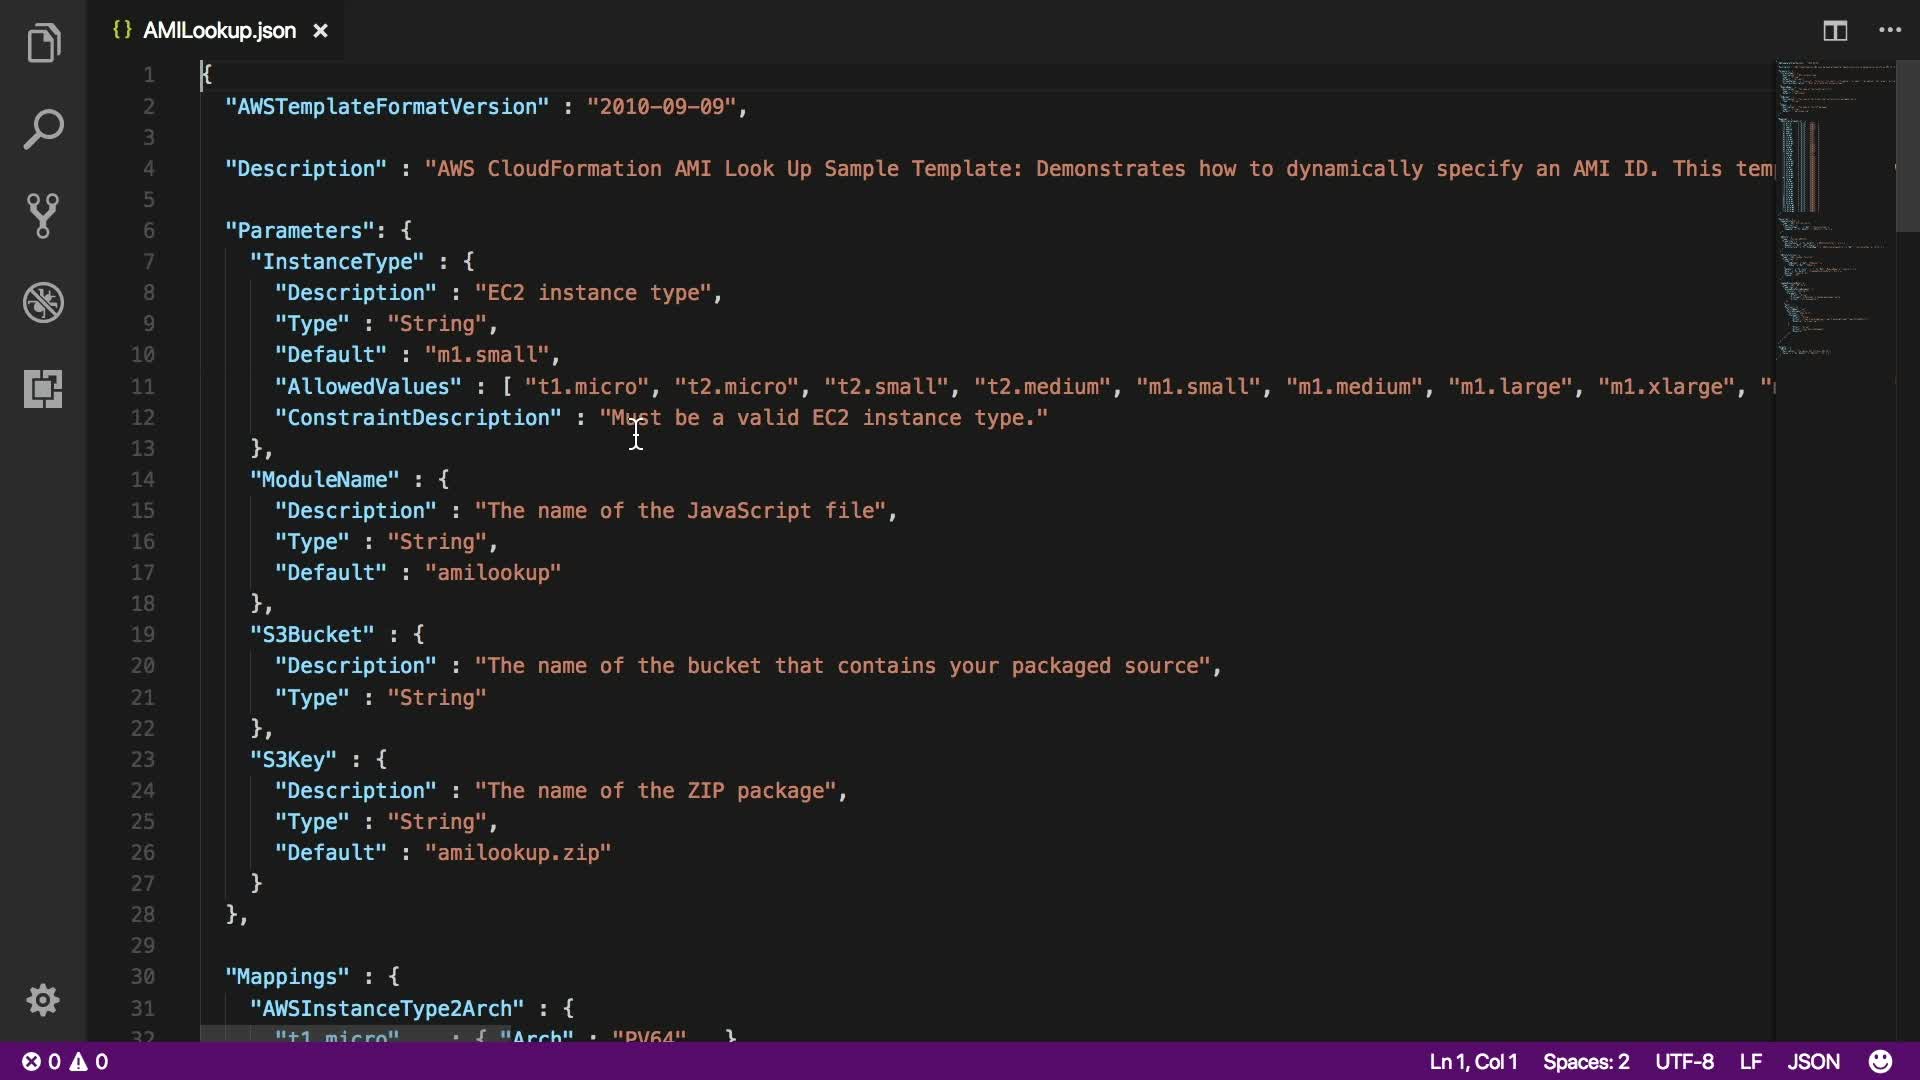 {} AMILookup.json ×
1 {
2 "AWSTemplateFormatVersion" : "2010-09-09",
3
4 "Description" : "AWS CloudFormation AMI Look Up Sample Template: Demonstrates how to dynamically specify an AMI ID. This tem
5
6 "Parameters": {
7 "InstanceType" : {
8 "Description" : "EC2 instance type",
9 "Type" : "String",
10 "Default" : "m1.small",
11 "AllowedValues" : [ "t1.micro", "t2.micro", "t2.small", "t2.medium", "m1.small", "m1.medium", "m1.large", "m1.xlarge", "
12 "ConstraintDescription" : "Must be a valid EC2 instance type."
13 },
14 "ModuleName" : {
15 "Description" : "The name of the JavaScript file",
16 "Type" : "String",
17 "Default" : "amilookup"
18 },
19 "S3Bucket" : {
20 "Description" : "The name of the bucket that contains your packaged source",
21 "Type" : "String"
22 },
23 "S3Key" : {
24 "Description" : "The name of the ZIP package",
25 "Type" : "String",
26 "Default" : "amilookup.zip"
27 }
28 },
29
30 "Mappings" : {
31 "AWSInstanceType2Arch" : {
32 "t1.micro" : { "Arch" : "PV64" }
0 0 Ln 1, Col 1 Spaces: 2 UTF-8 LF JSON